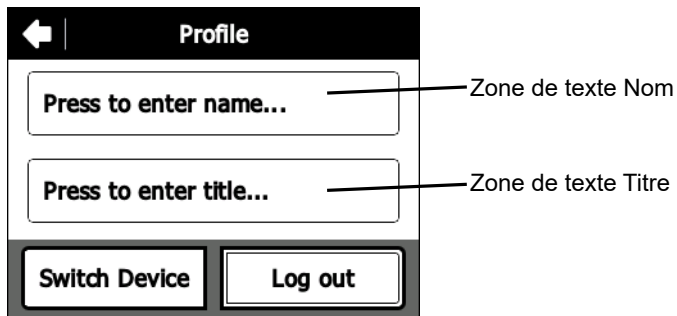 Profile
Press to enter name...
Zone de texte Nom
Press to enter title...
Zone de texte Titre
Switch Device
Log out